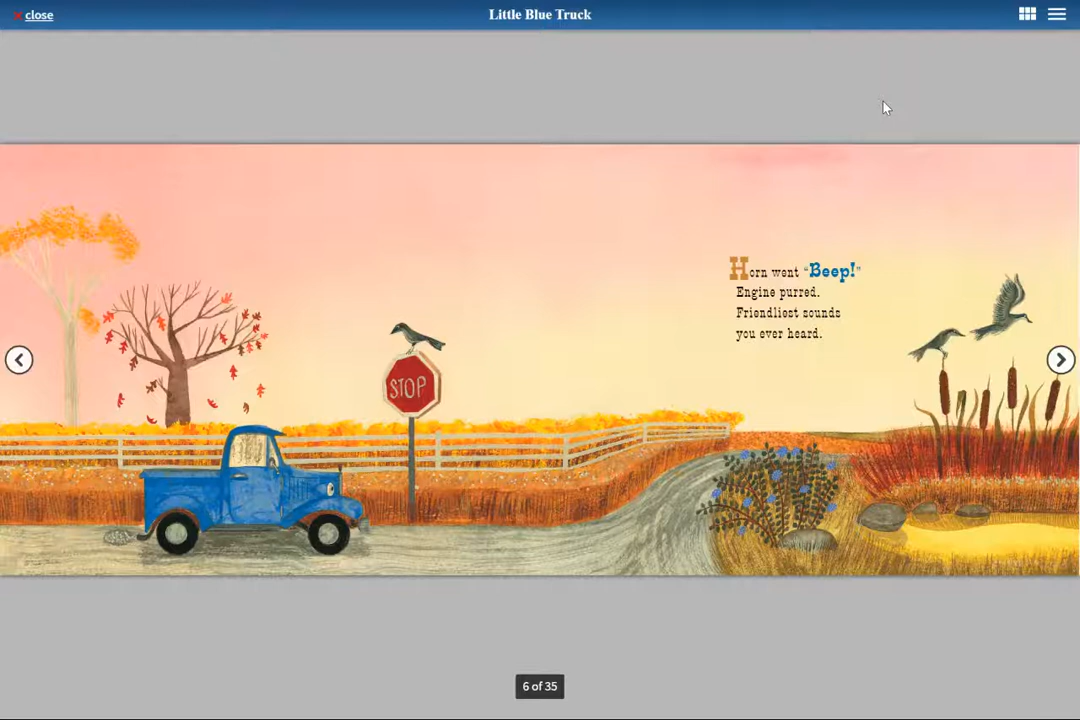 × close
Little Blue Truck
STOP
Horn went "Beep!"
Engine purred.
Friendliest sounds
you ever heard.
6 of 35